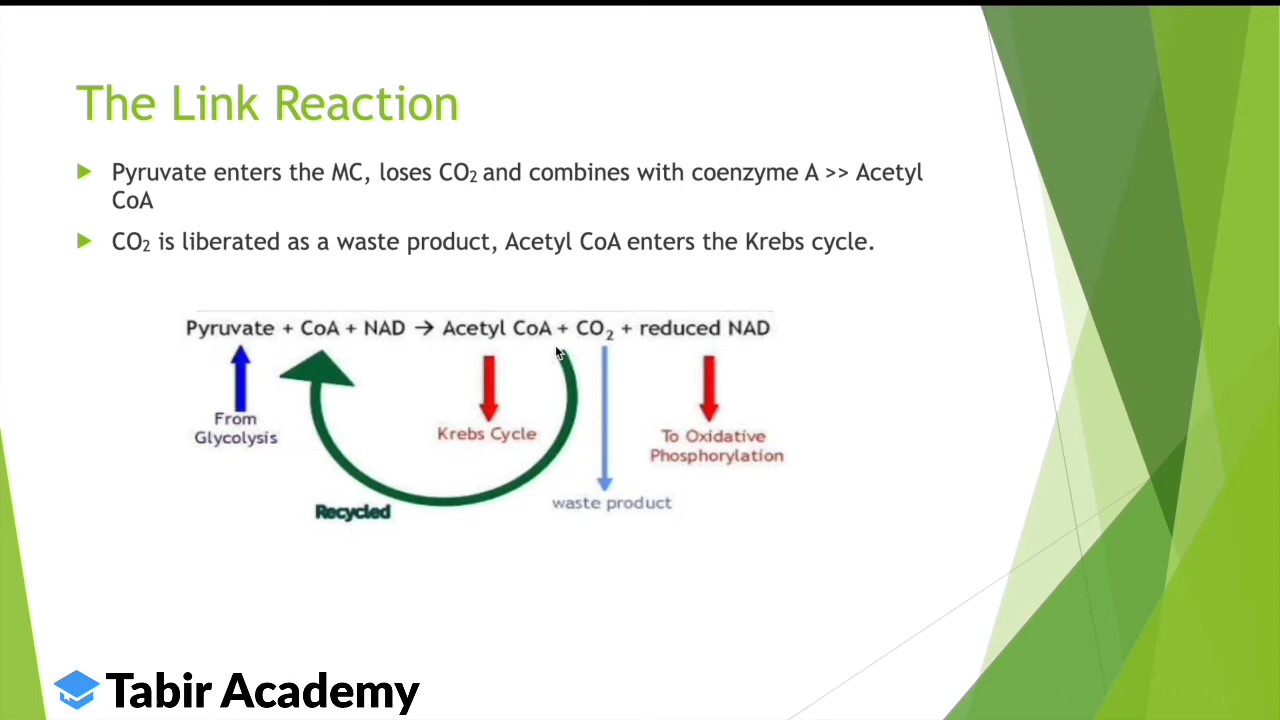 The Link Reaction
Pyruvate enters the MC, loses CO₂ and combines with coenzyme A >> Acetyl
CoA
CO₂ is liberated as a waste product, Acetyl CoA enters the Krebs cycle.
Pyruvate + CoA + NAD → Acetyl CoA + CO₂ + reduced NAD
From
Glycolysis
Krebs Cycle
To Oxidative
Phosphorylation
Recycled
waste product
Tabir Academy